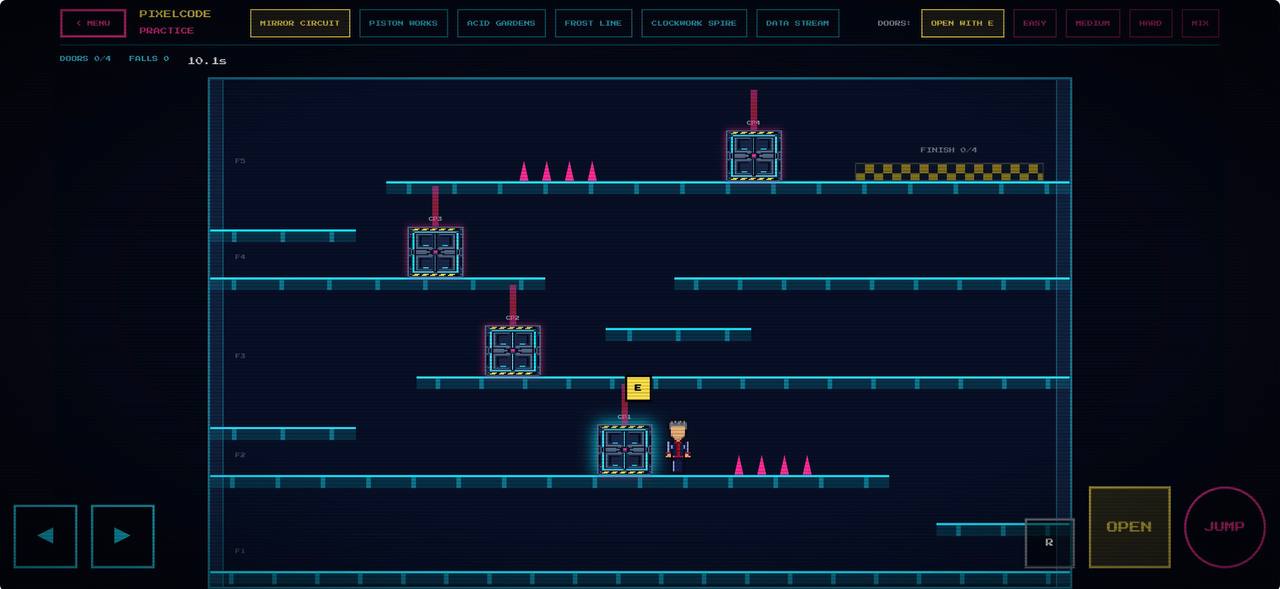 < MENU
PIXELCODE
PRACTICE
MIRROR CIRCUIT
PISTON WORKS
ACID GARDENS
FROST LINE
CLOCKWORK SPIRE
DATA STREAM
DOORS:
OPEN WITH E
EASY
MEDIUM
HARD
MIX
DOORS 0/4
FALLS 0
10.1s
CP4
F5
FINISH 0/4
CP3
F4
CP2
F3
E
CP1
F2
OPEN
JUMP
R
F1